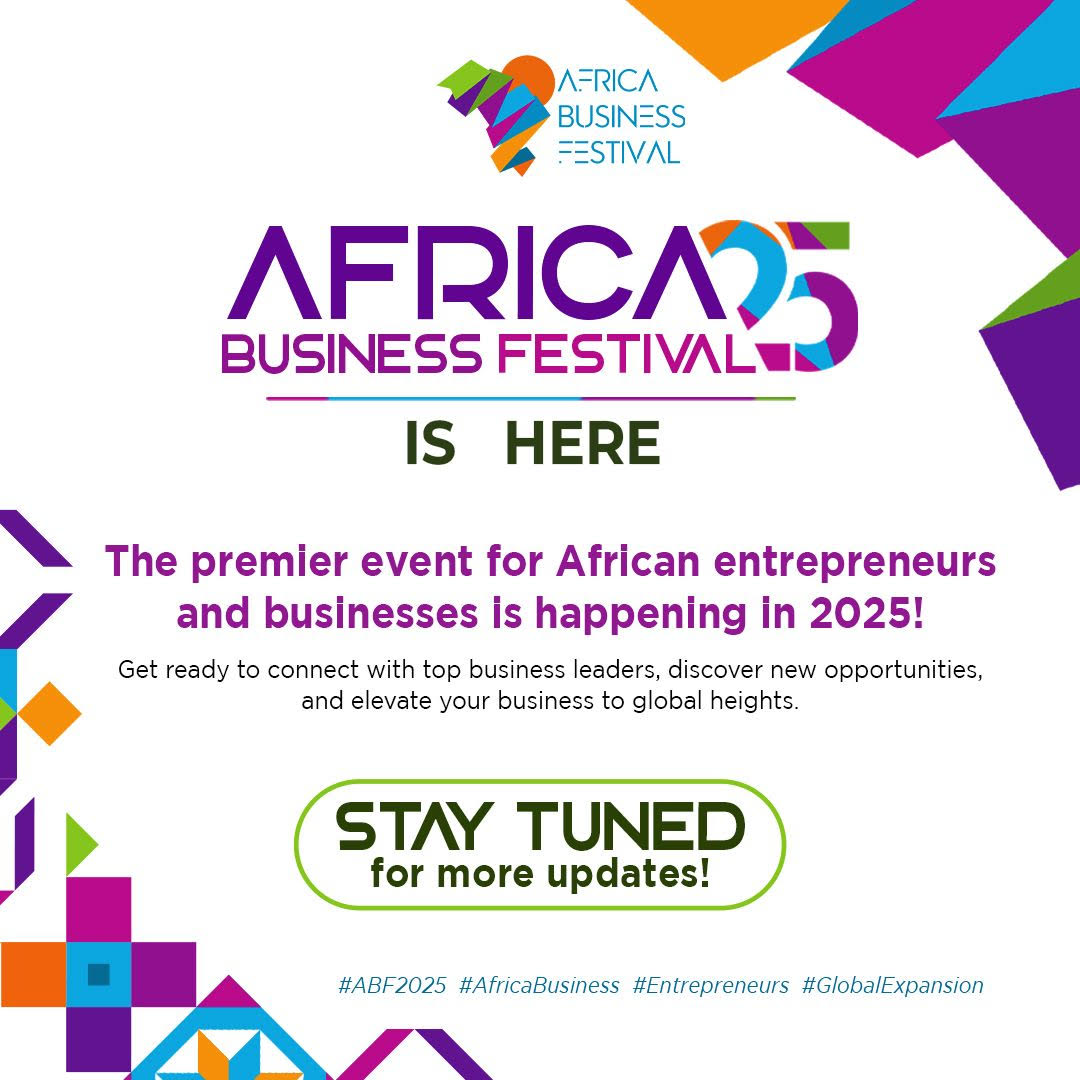 AFRICA
BUSINESS
FESTIVAL
AFRICA25
BUSINESS FESTIVAL
IS HERE
The premier event for African entrepreneurs
and businesses is happening in 2025!
Get ready to connect with top business leaders, discover new opportunities,
and elevate your business to global heights.
STAY TUNED
for more updates!
#ABF2025 #AfricaBusiness #Entrepreneurs #GlobalExpansion